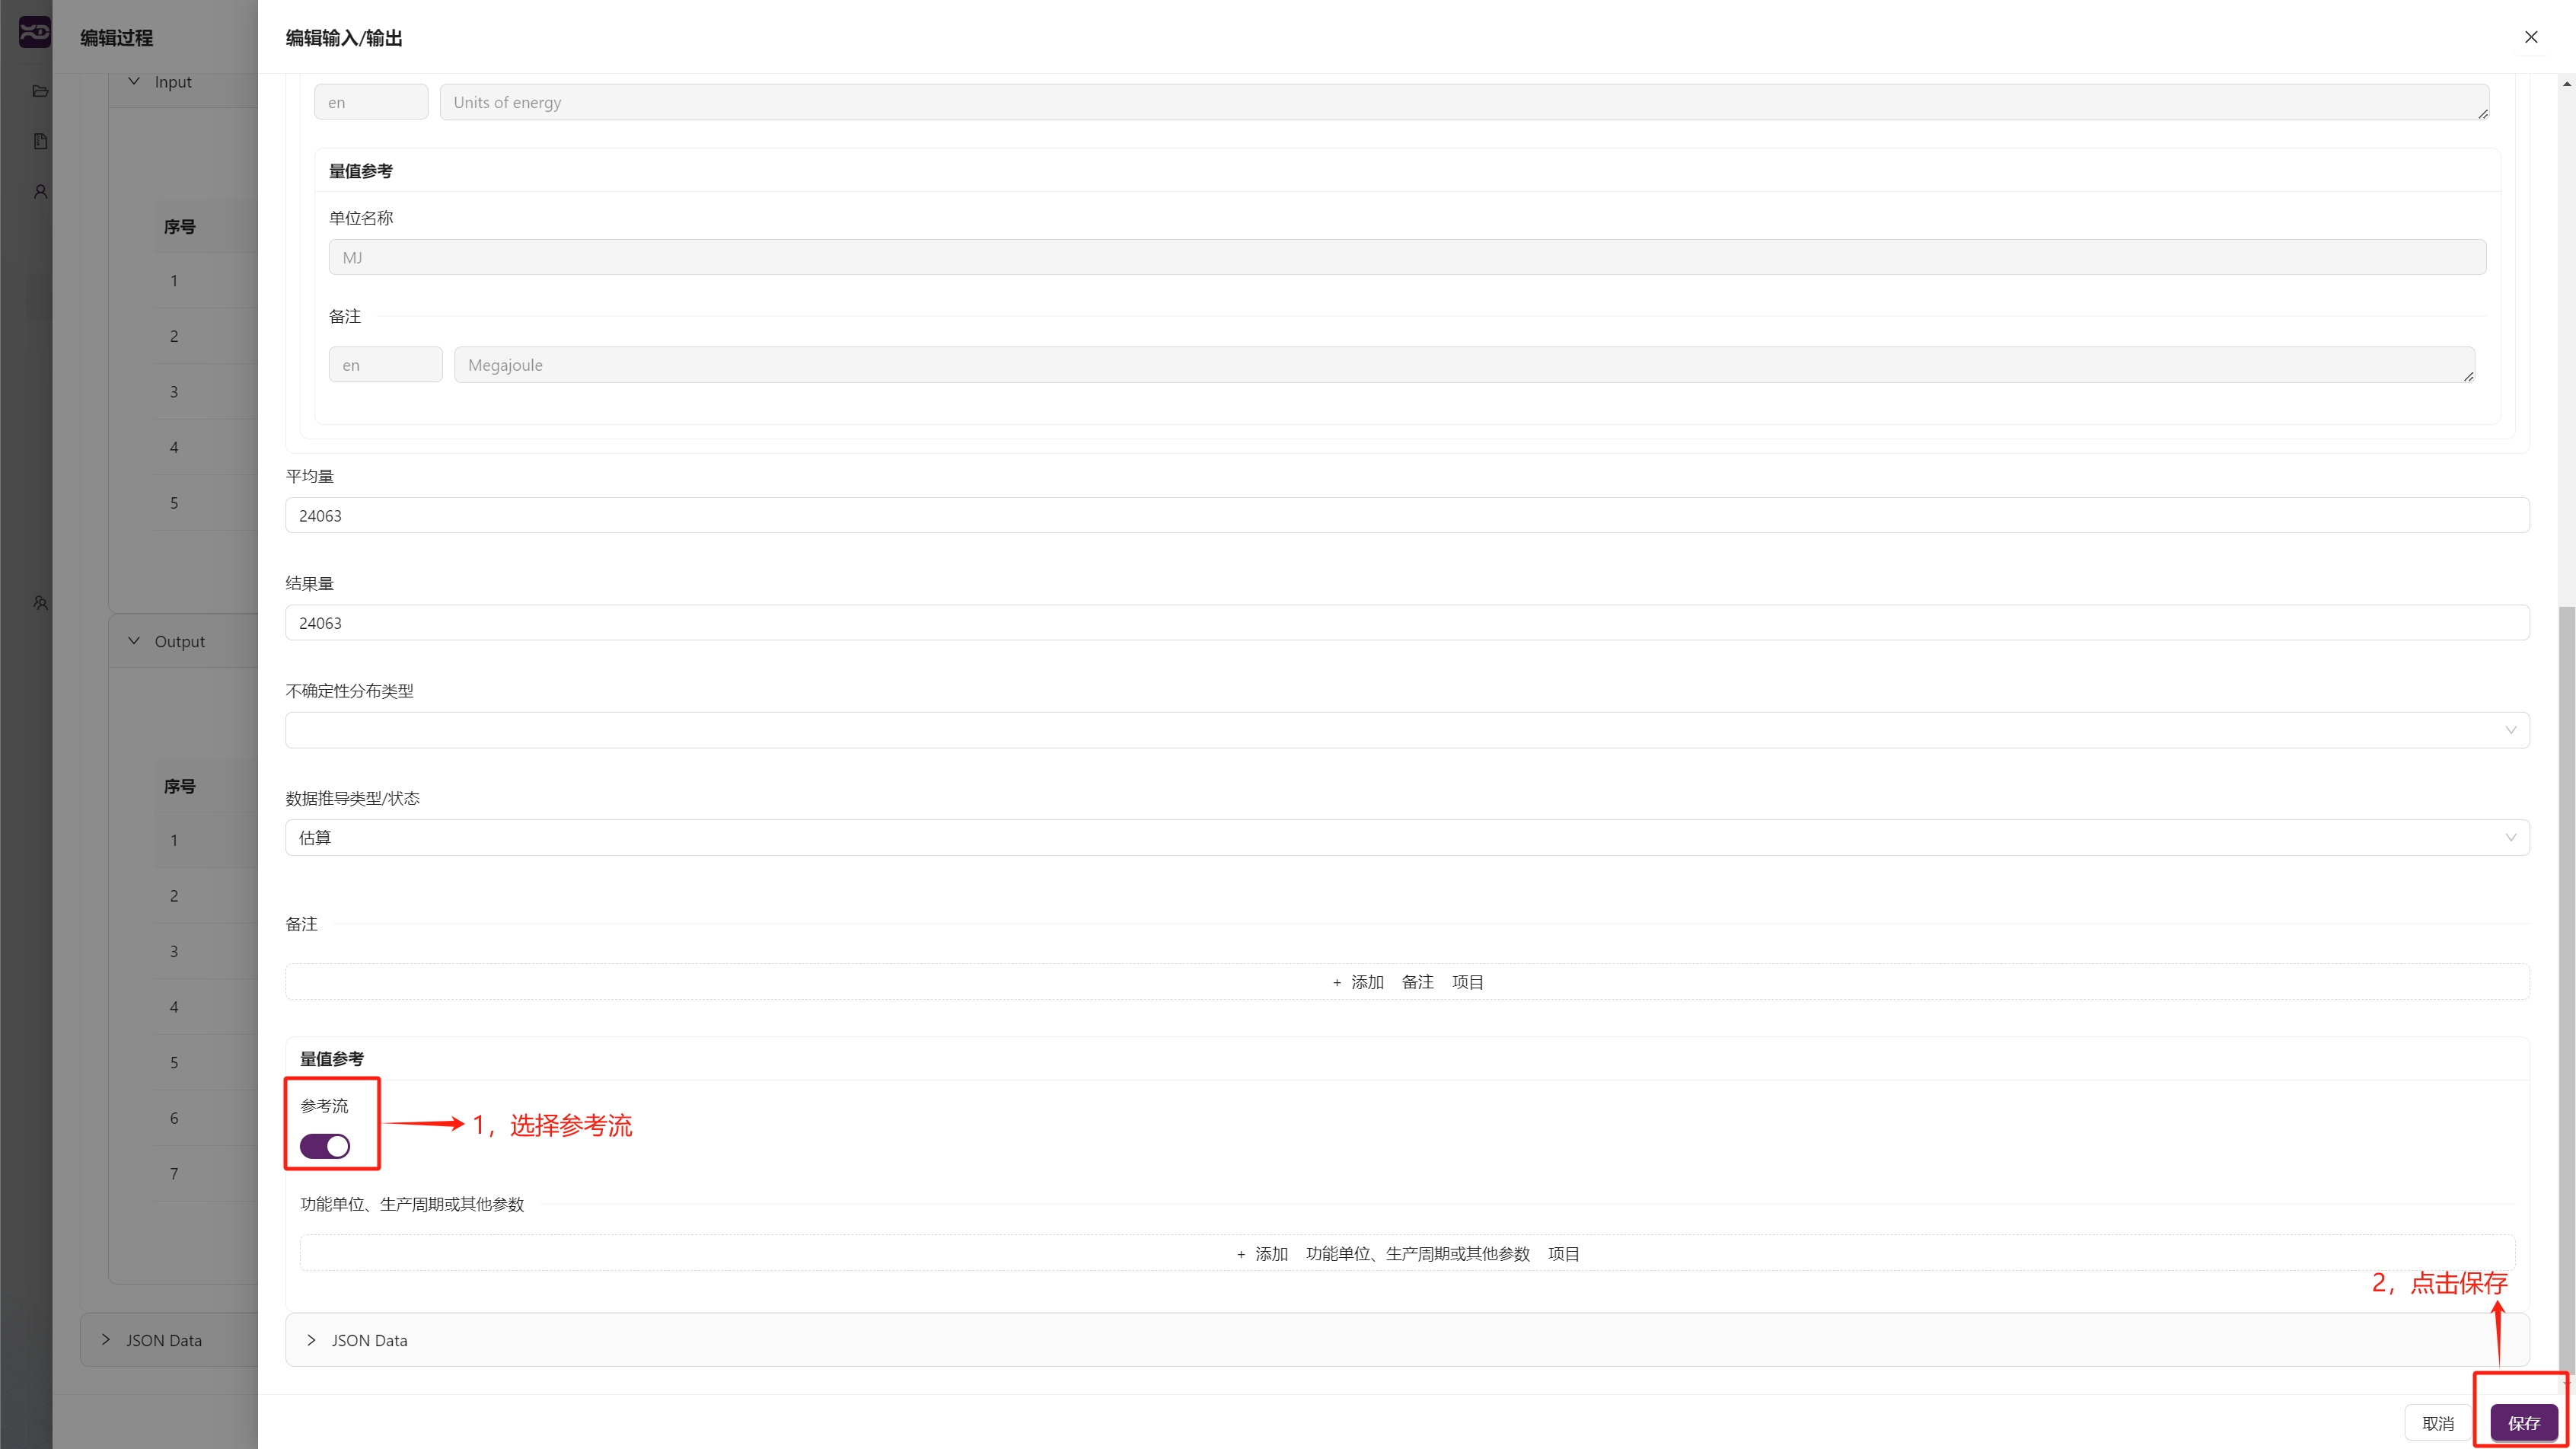 编辑过程
编辑输入/输出
Input
en
Units of energy
量值参考
单位名称
序号
MJ
1
备注
2
en
Megajoule
3
4
平均量
5
24063
结果量
24063
Output
不确定性分布类型
序号
数据推导类型/状态
1
估算
2
备注
3
+ 添加 备注 项目
4
量值参考
5
参考流
6
1，选择参考流
7
功能单位、生产周期或其他参数
+ 添加 功能单位、生产周期或其他参数 项目
2，点击保存
JSON Data
JSON Data
取消
保存